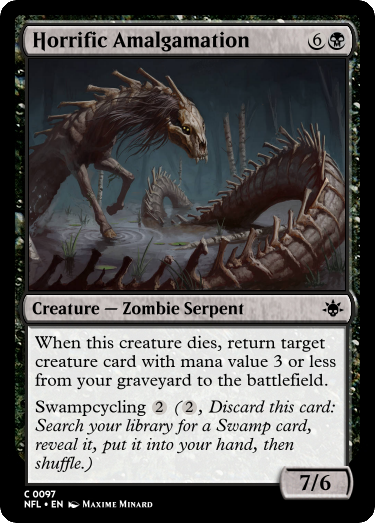 Horrific Amalgamation 6
Creature — Zombie Serpent
When this creature dies, return target
creature card with mana value 3 or less
from your graveyard to the battlefield.
Swampcycling 2 (2, Discard this card:
Search your library for a Swamp card,
reveal it, put it into your hand, then
shuffle.)
7/6
C 0097
NFL • EN Maxime Minard